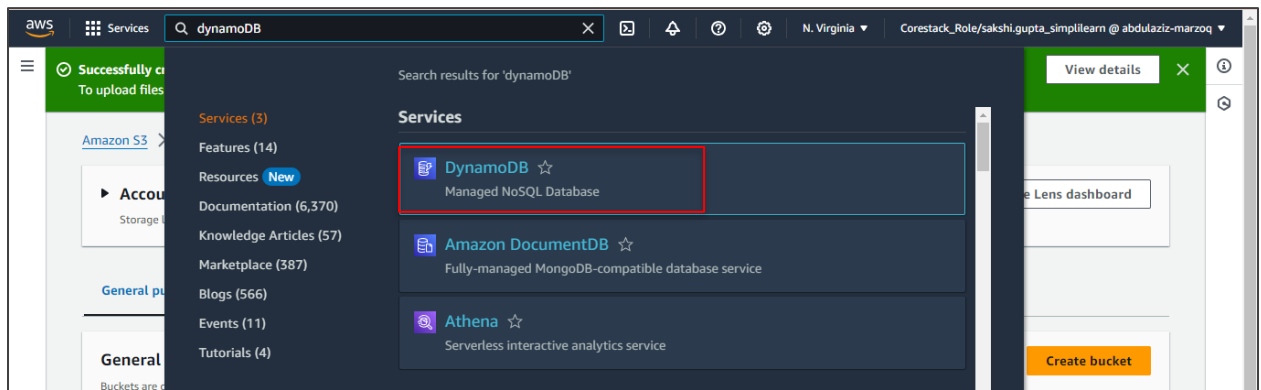 aws
Services
dynamoDB
N. Virginia
Corestack_Role/sakshi.gupta_simplilearn @ abdulaziz-marzoq
Successfully cr
To upload files
View details
Search results for 'dynamoDB'
Services (3)
Features (14)
Resources New
Documentation (6,370)
Knowledge Articles (57)
Marketplace (387)
Blogs (566)
Events (11)
Tutorials (4)
Services
DynamoDB
Managed NoSQL Database
Amazon DocumentDB
Fully-managed MongoDB-compatible database service
Athena
Serverless interactive analytics service
Amazon S3
Accou
Storage L
e Lens dashboard
General pu
General
Buckets are c
Create bucket